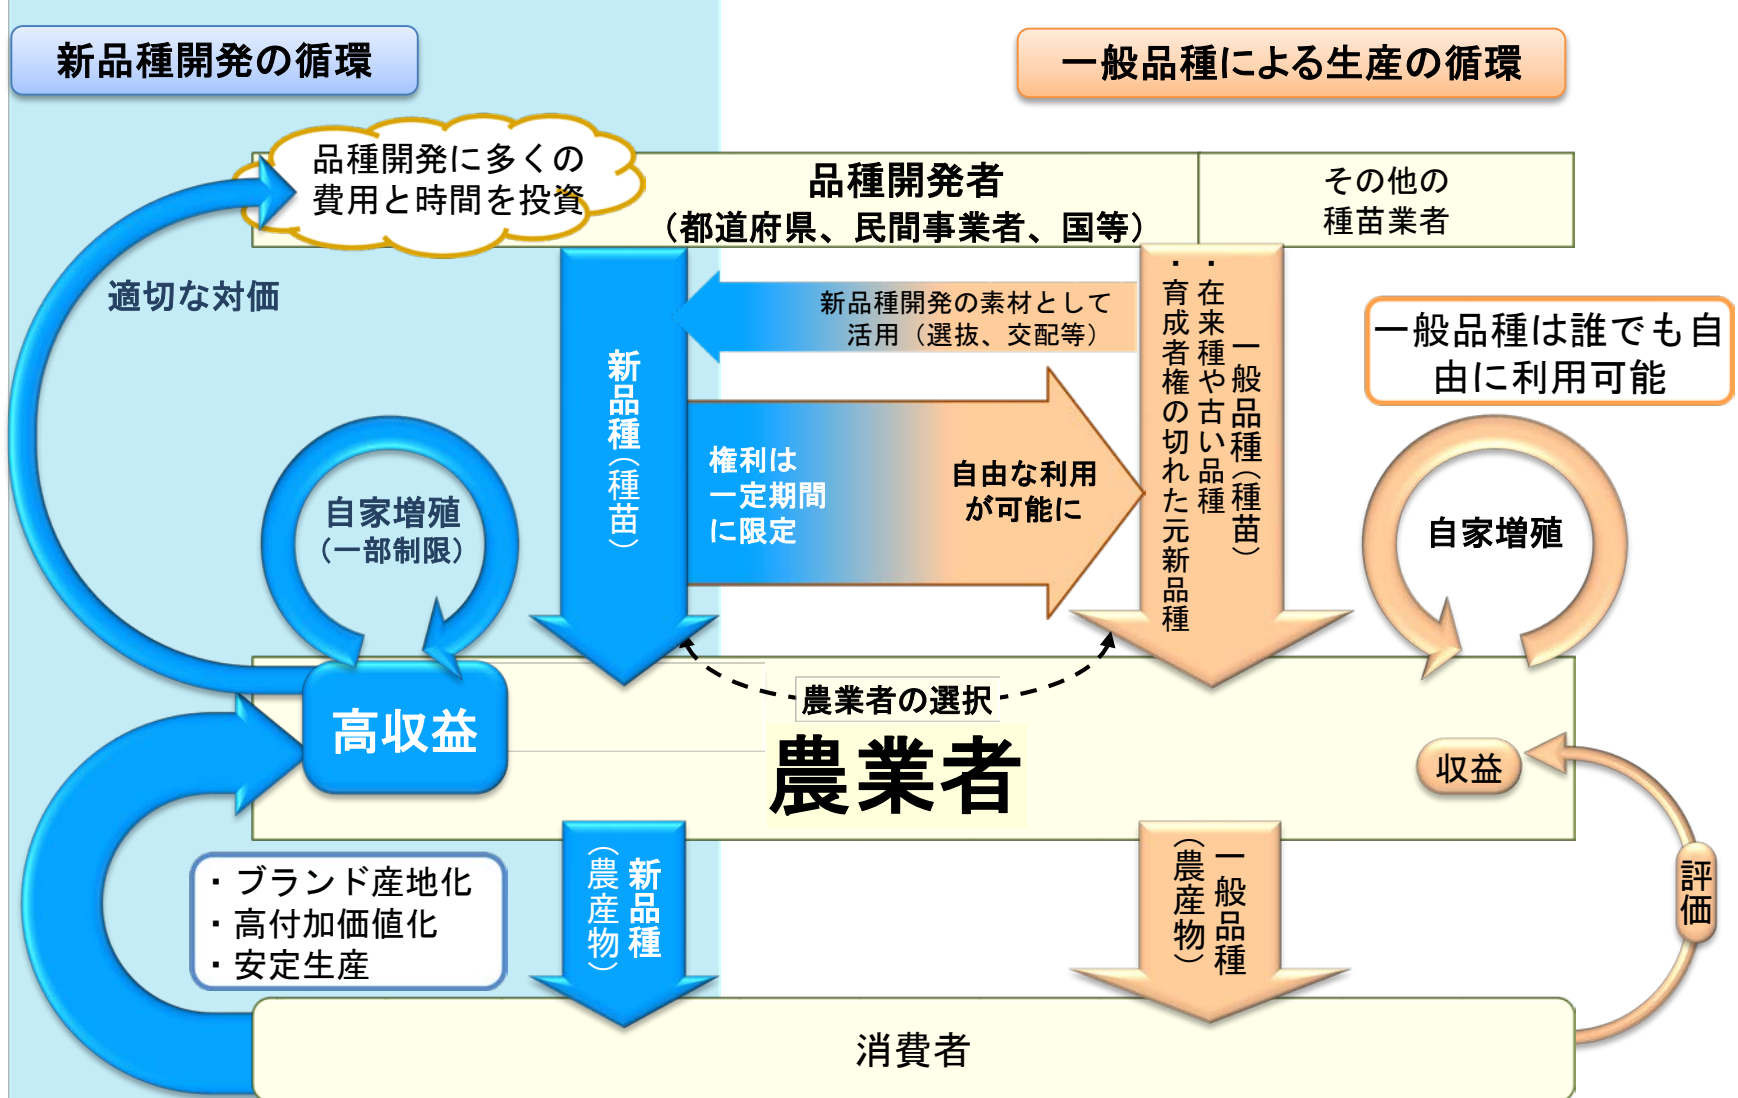 新品種開発の循環
一般品種による生産の循環
品種開発に多くの
費用と時間を投資
品種開発者
（都道府県、民間事業者、国等）
その他の
種苗業者
適切な対価
新品種開発の素材として
活用（選抜、交配等）
新品種（種苗）
一般品種（種苗）
・在来種や古い品種
・育成者権の切れた元新品種
一般品種は誰でも自
由に利用可能
権利は
一定期間
に限定
自由な利用
が可能に
自家増殖
（一部制限）
自家増殖
農業者の選択
高収益
農業者
収益
・ブランド産地化
・高付加価値化
・安定生産
新品種
（農産物）
一般品種
（農産物）
評価
消費者